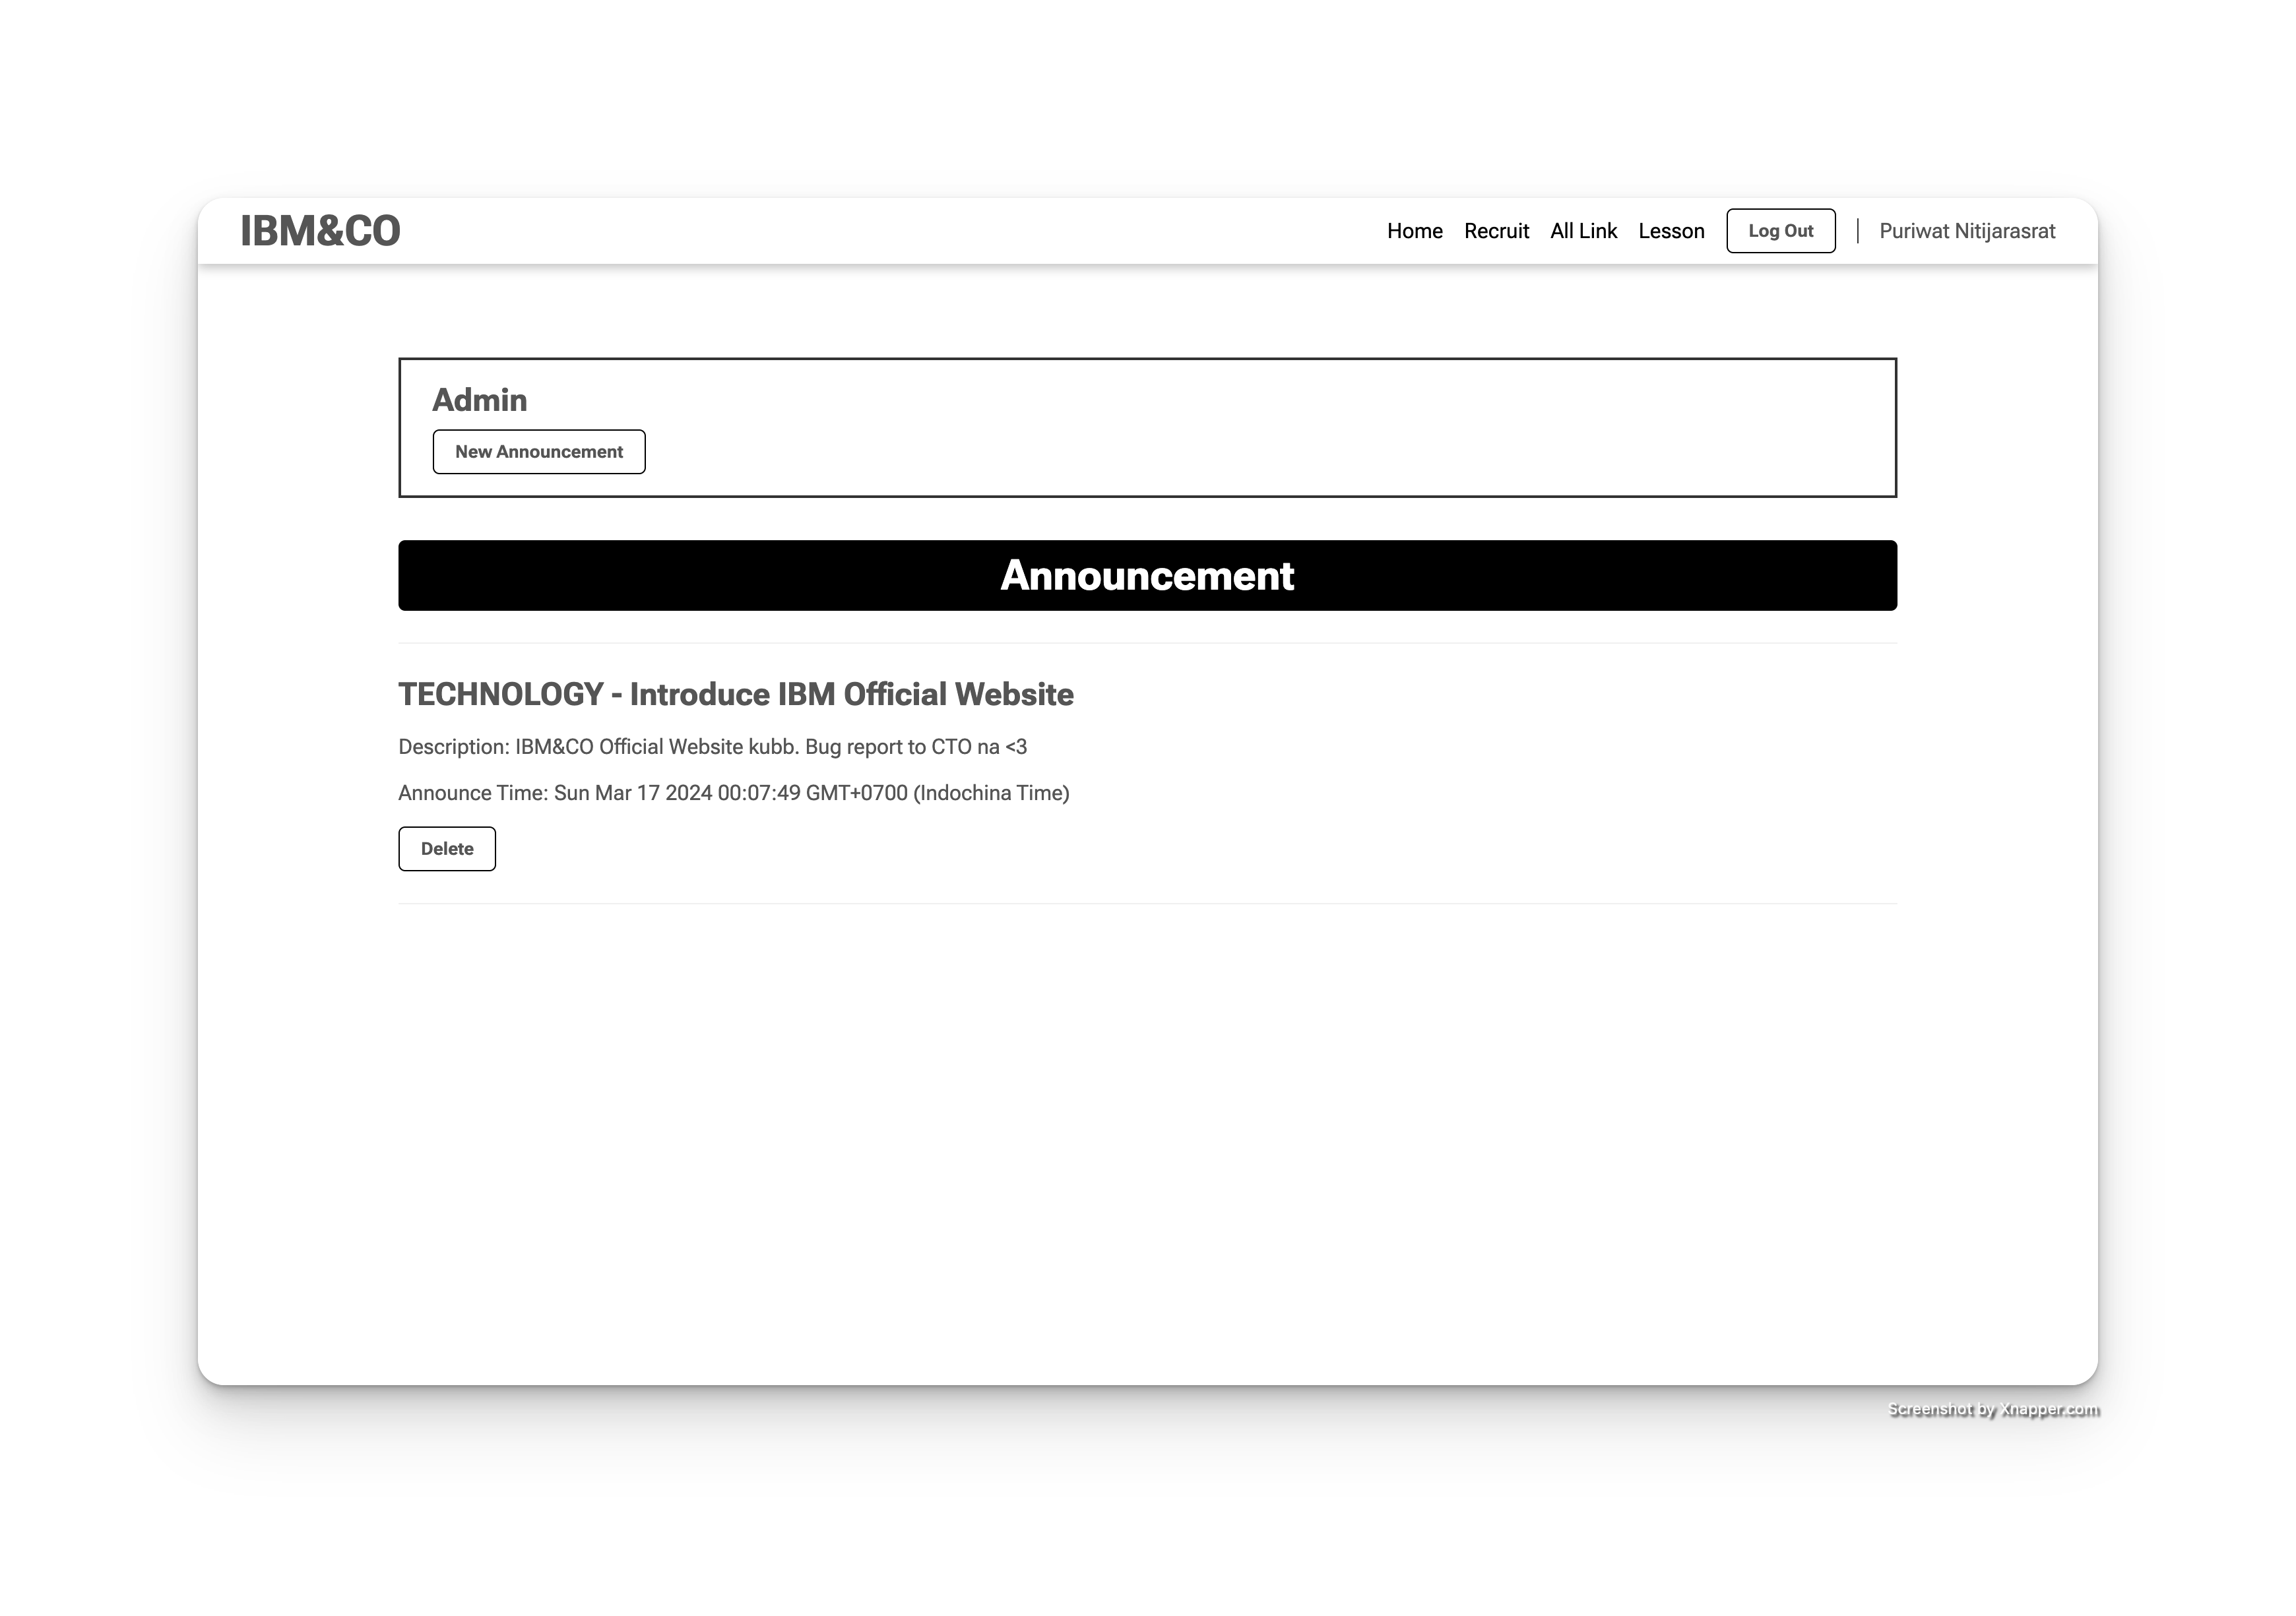 IBM&CO
Home Recruit All Link Lesson Log Out | Puriwat Nitijarasrat
Admin
New Announcement
Announcement
TECHNOLOGY - Introduce IBM Official Website
Description: IBM&CO Official Website kubb. Bug report to CTO na <3
Announce Time: Sun Mar 17 2024 00:07:49 GMT+0700 (Indochina Time)
Delete
Screenshot by Xnapper.com